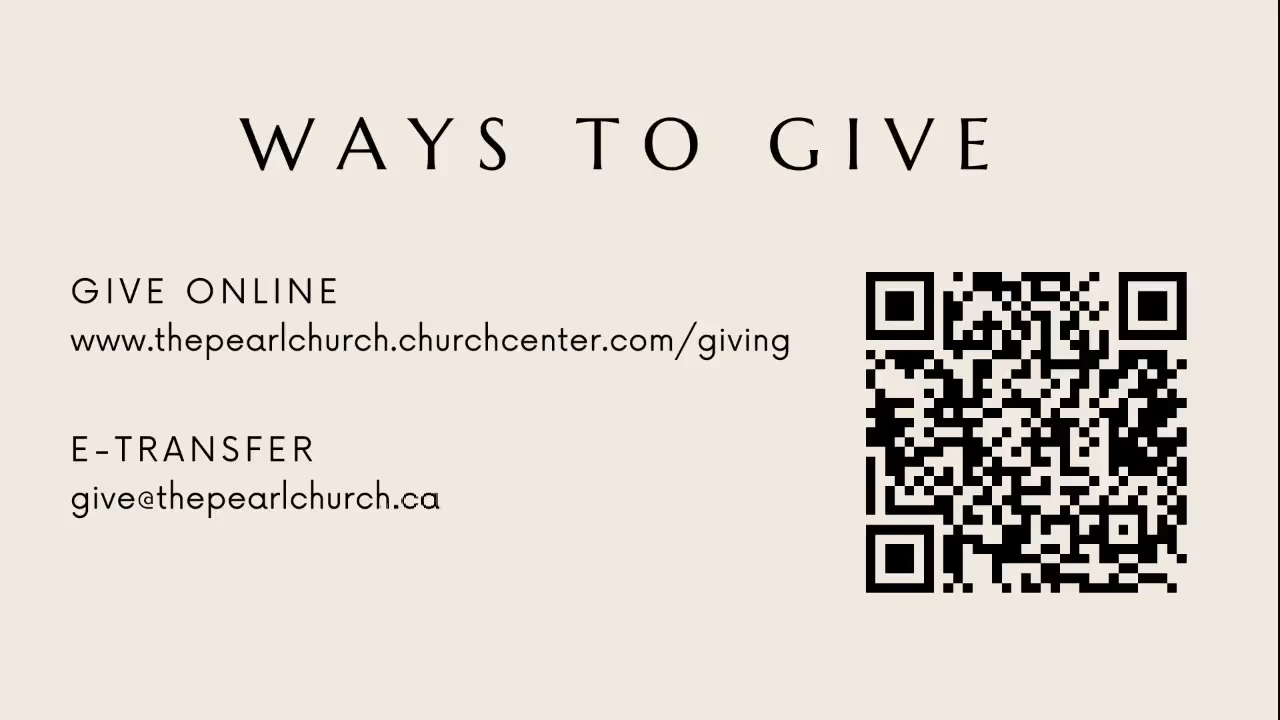 WAYS TO GIVE
GIVE ONLINE
www.thepearlchurch.churchcenter.com/giving
E-TRANSFER
give@thepearlchurch.ca